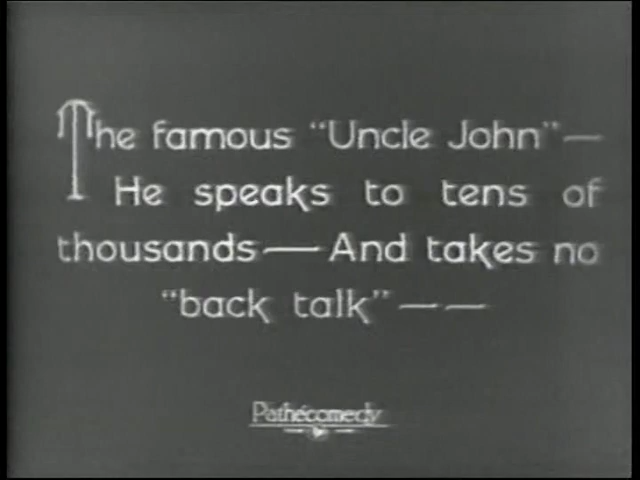 The famous "Uncle John"—
He speaks to tens of
thousands—And takes no
"back talk"— —
Pathécomedy